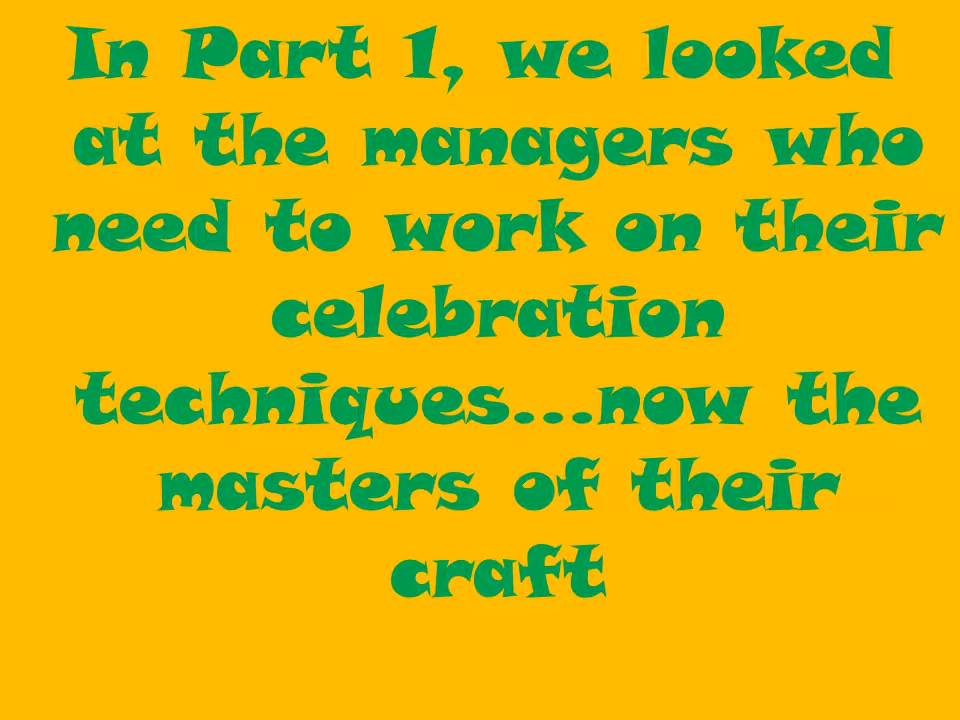 In Part 1, we looked
at the managers who
need to work on their
celebration
techniques...now the
masters of their
craft